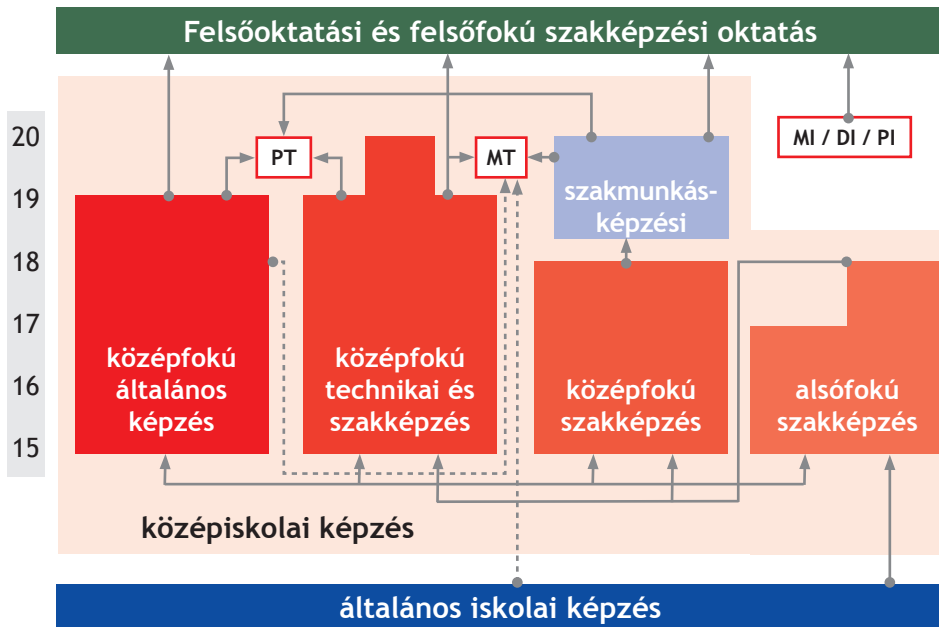 Felsőoktatási és felsőfokú szakképzési oktatás
20
19
18
17
16
15
PT
MT
MI / DI / PI
szakmunkás-
képzési
középfokú
általános
képzés
középfokú
technikai és
szakképzés
középfokú
szakképzés
alsófokú
szakképzés
középiskolai képzés
általános iskolai képzés